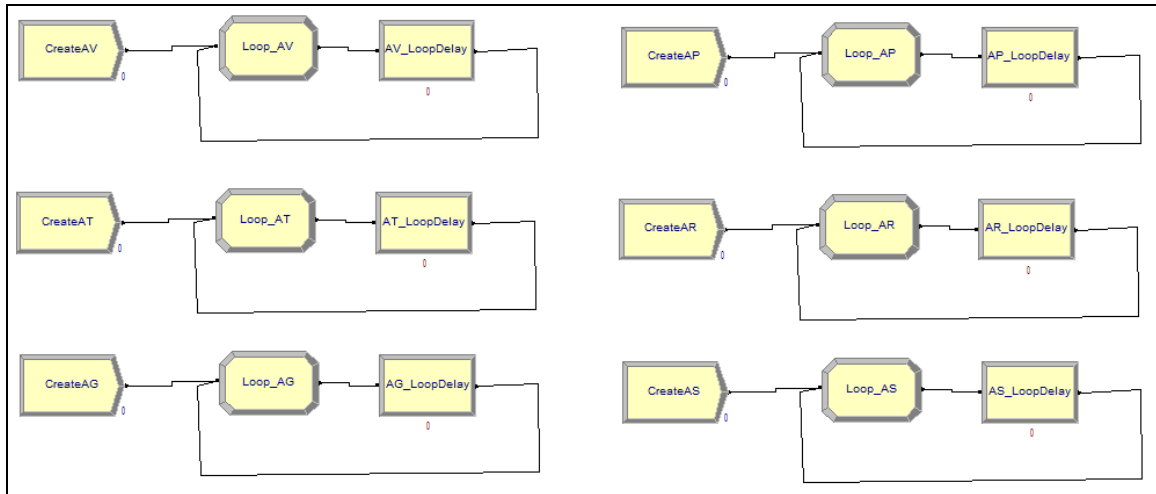 CreateAV
Loop_AV
AV_LoopDelay
0
0
CreateAP
Loop_AP
AP_LoopDelay
0
0
CreateAT
Loop_AT
AT_LoopDelay
0
0
CreateAR
Loop_AR
AR_LoopDelay
0
0
CreateAG
Loop_AG
AG_LoopDelay
0
0
CreateAS
Loop_AS
AS_LoopDelay
0
0